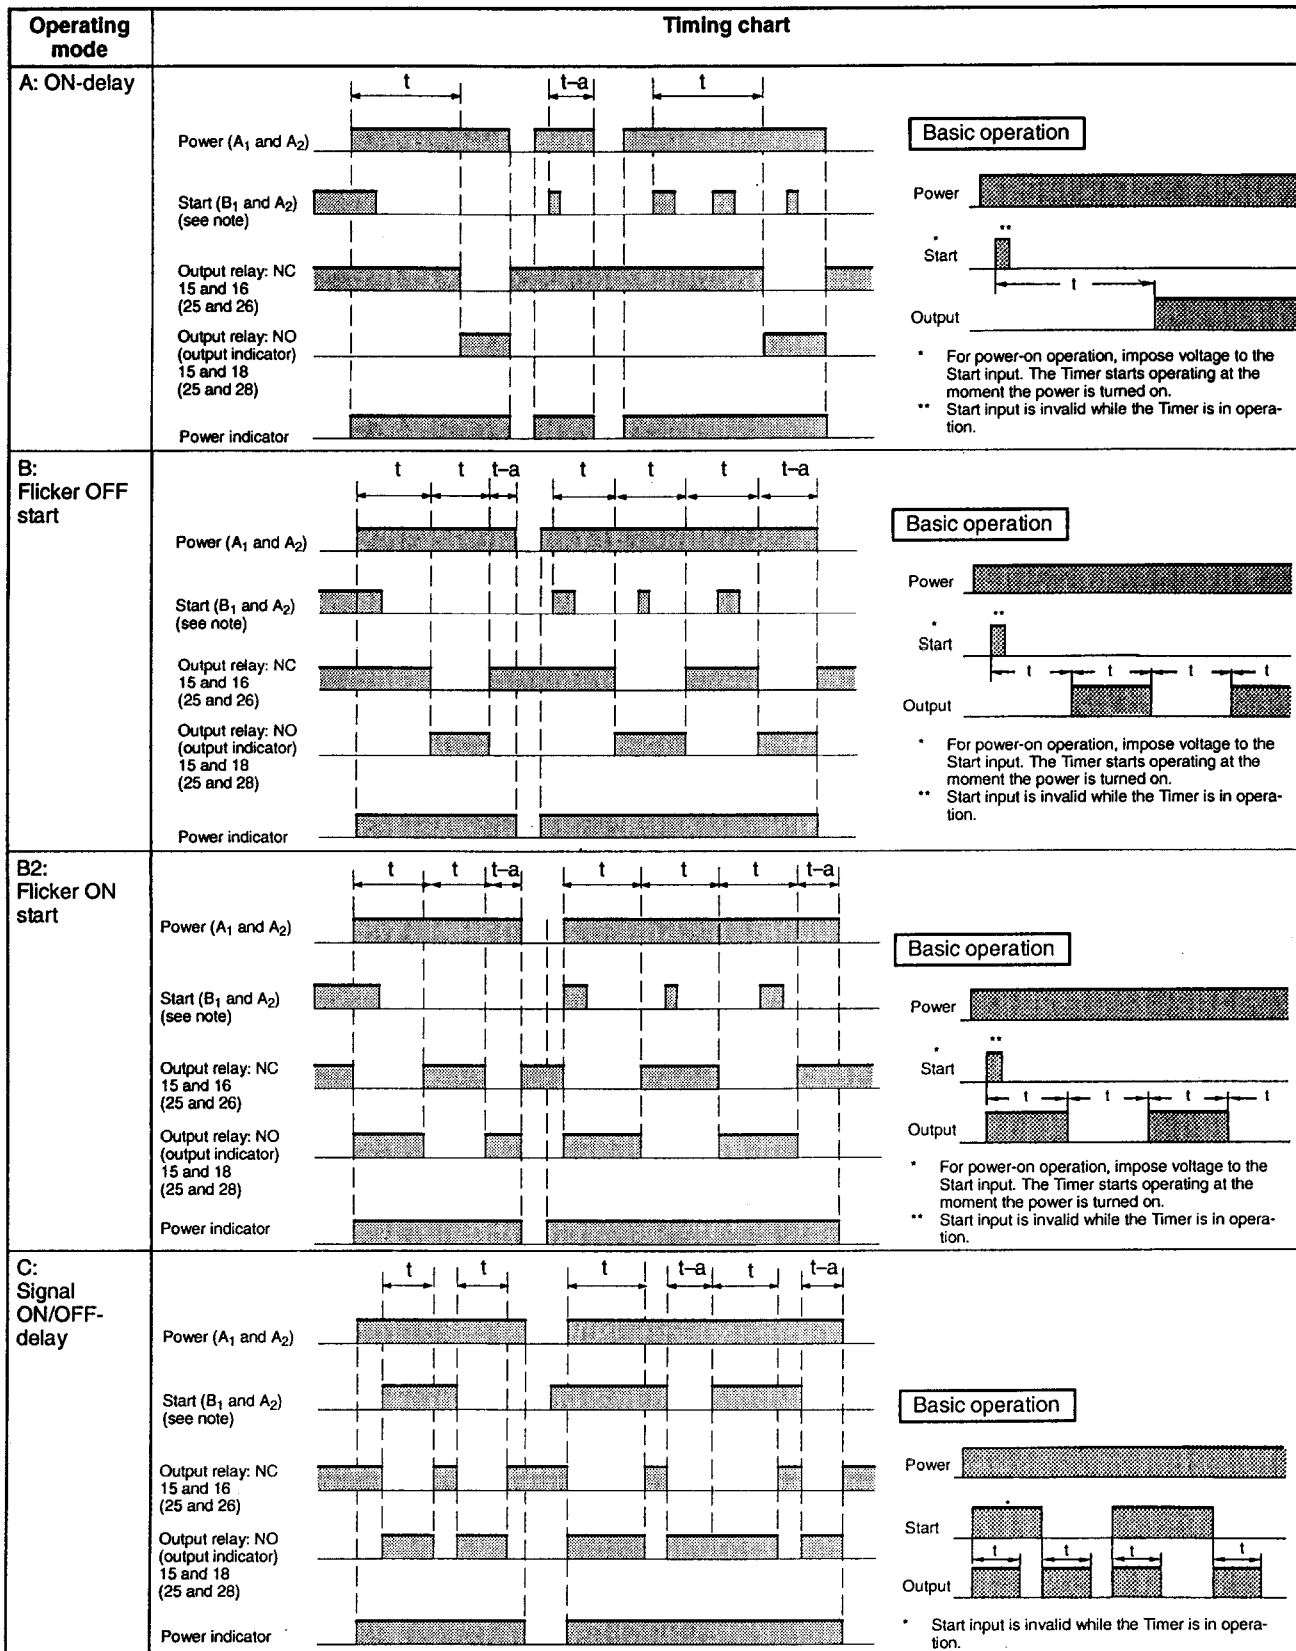 Operating
mode
Timing chart
A: ON-delay
t
t–a
t
Power (A1 and A2)
Start (B1 and A2)
(see note)
Output relay: NC
15 and 16
(25 and 26)
Output relay: NO
(output indicator)
15 and 18
(25 and 28)
Power indicator
Basic operation
Power
*
**
Start
t
Output
* For power-on operation, impose voltage to the
Start input. The Timer starts operating at the
moment the power is turned on.
** Start input is invalid while the Timer is in opera-
tion.
B:
Flicker OFF
start
t
t
t–a
t
t
t
t–a
Power (A1 and A2)
Start (B1 and A2)
(see note)
Output relay: NC
15 and 16
(25 and 26)
Output relay: NO
(output indicator)
15 and 18
(25 and 28)
Power indicator
Basic operation
Power
*
**
Start
t
t
t
t
Output
* For power-on operation, impose voltage to the
Start input. The Timer starts operating at the
moment the power is turned on.
** Start input is invalid while the Timer is in opera-
tion.
B2:
Flicker ON
start
t
t
t–a
t
t
t
t–a
Power (A1 and A2)
Start (B1 and A2)
(see note)
Output relay: NC
15 and 16
(25 and 26)
Output relay: NO
(output indicator)
15 and 18
(25 and 28)
Power indicator
Basic operation
Power
*
**
Start
t
t
t
t
Output
* For power-on operation, impose voltage to the
Start input. The Timer starts operating at the
moment the power is turned on.
** Start input is invalid while the Timer is in opera-
tion.
C:
Signal
ON/OFF-
delay
t
t
t
t–a
t
t–a
Power (A1 and A2)
Start (B1 and A2)
(see note)
Output relay: NC
15 and 16
(25 and 26)
Output relay: NO
(output indicator)
15 and 18
(25 and 28)
Power indicator
Basic operation
Power
*
Start
t
t
t
t
Output
* Start input is invalid while the Timer is in opera-
tion.